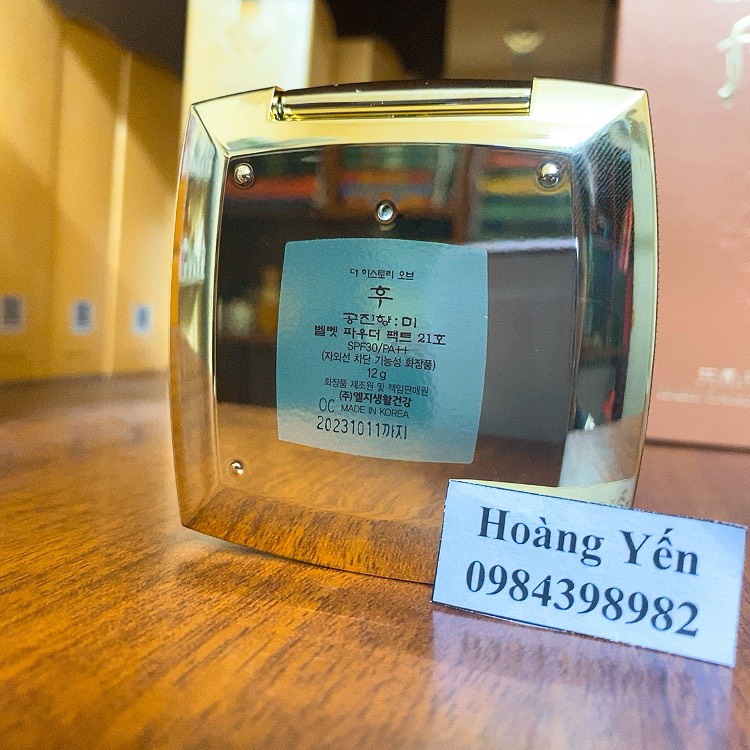 더 히스토리 오브
후
공진향:미
벨벳 파우더 팩트 21호
SPF30/PA++
(자외선 차단 기능성 화장품)
12 g
화장품 제조원 및 책임판매원
(주)엘지생활건강
OC MADE IN KOREA
20231011까지
Hoàng Yến
0984398982